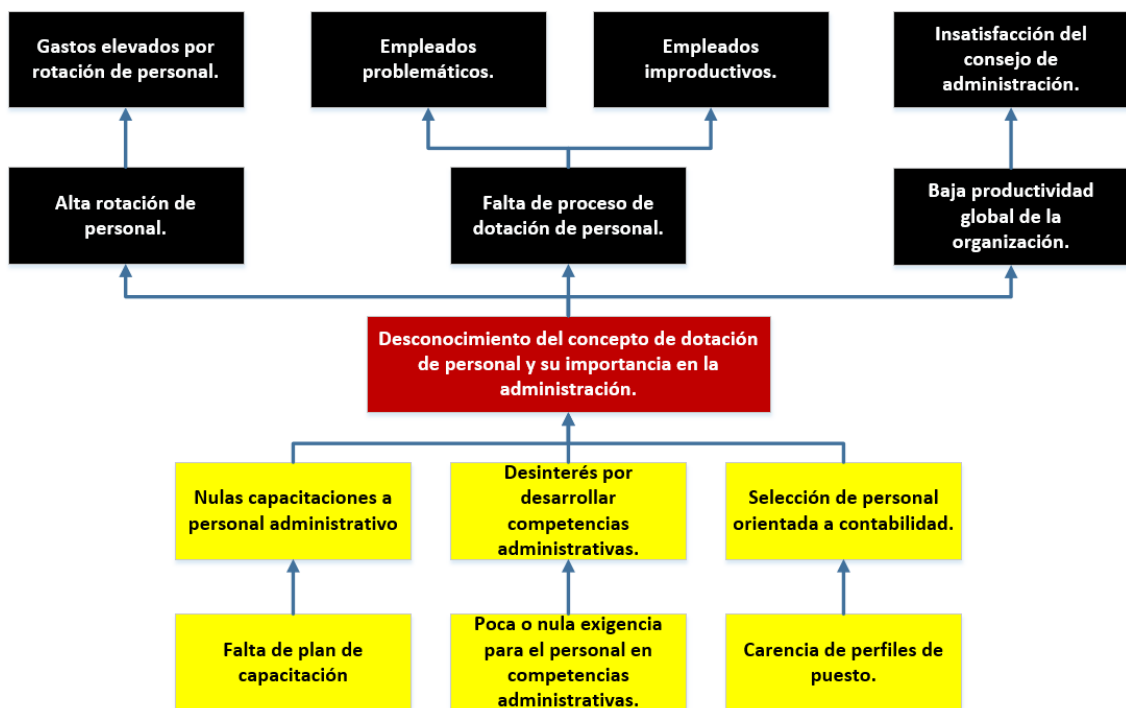 Gastos elevados por
rotación de personal.
Empleados
problemáticos.
Empleados
improductivos.
Insatisfacción del
consejo de
administración.
Alta rotación de
personal.
Falta de proceso de
dotación de personal.
Baja productividad
global de la
organización.
Desconocimiento del concepto de dotación
de personal y su importancia en la
administración.
Nulas capacitaciones a
personal administrativo
Desinterés por
desarrollar
competencias
administrativas.
Selección de personal
orientada a contabilidad.
Falta de plan de
capacitación
Poca o nula exigencia
para el personal en
competencias
administrativas.
Carencia de perfiles de
puesto.